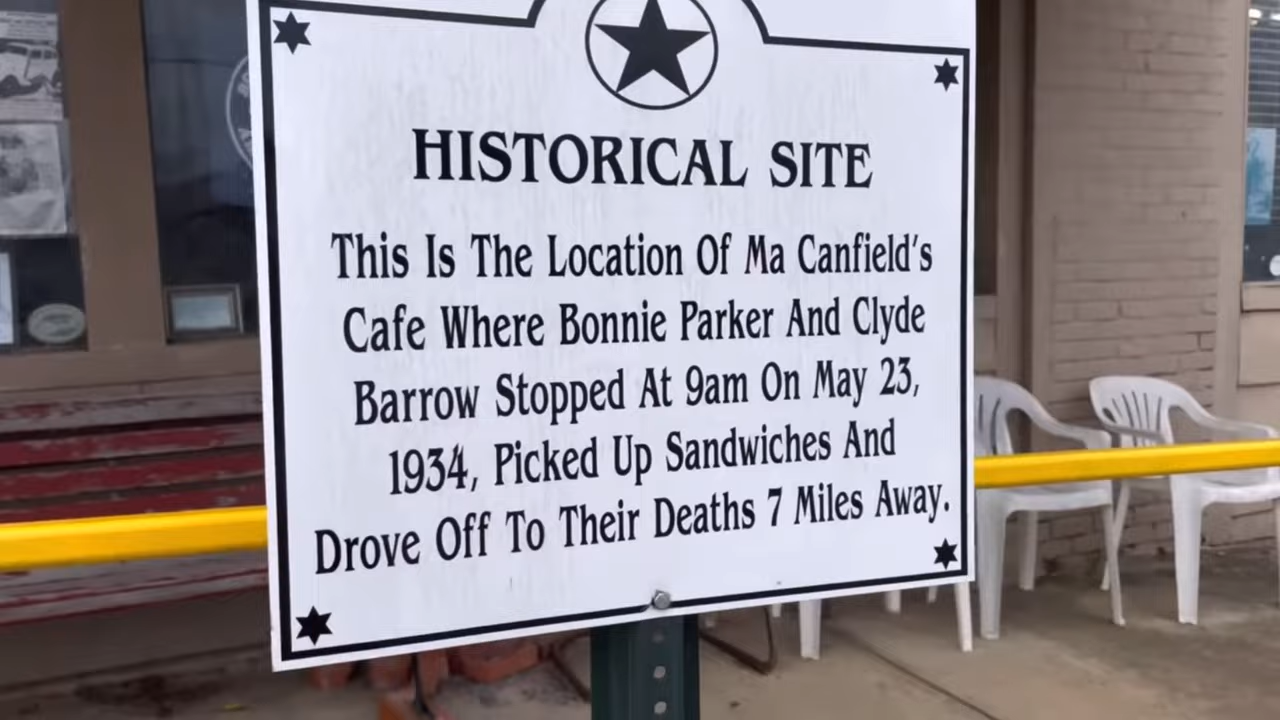 HISTORICAL SITE
This Is The Location Of Ma Canfield's
Cafe Where Bonnie Parker And Clyde
Barrow Stopped At 9am On May 23,
1934, Picked Up Sandwiches And
Drove Off To Their Deaths 7 Miles Away.